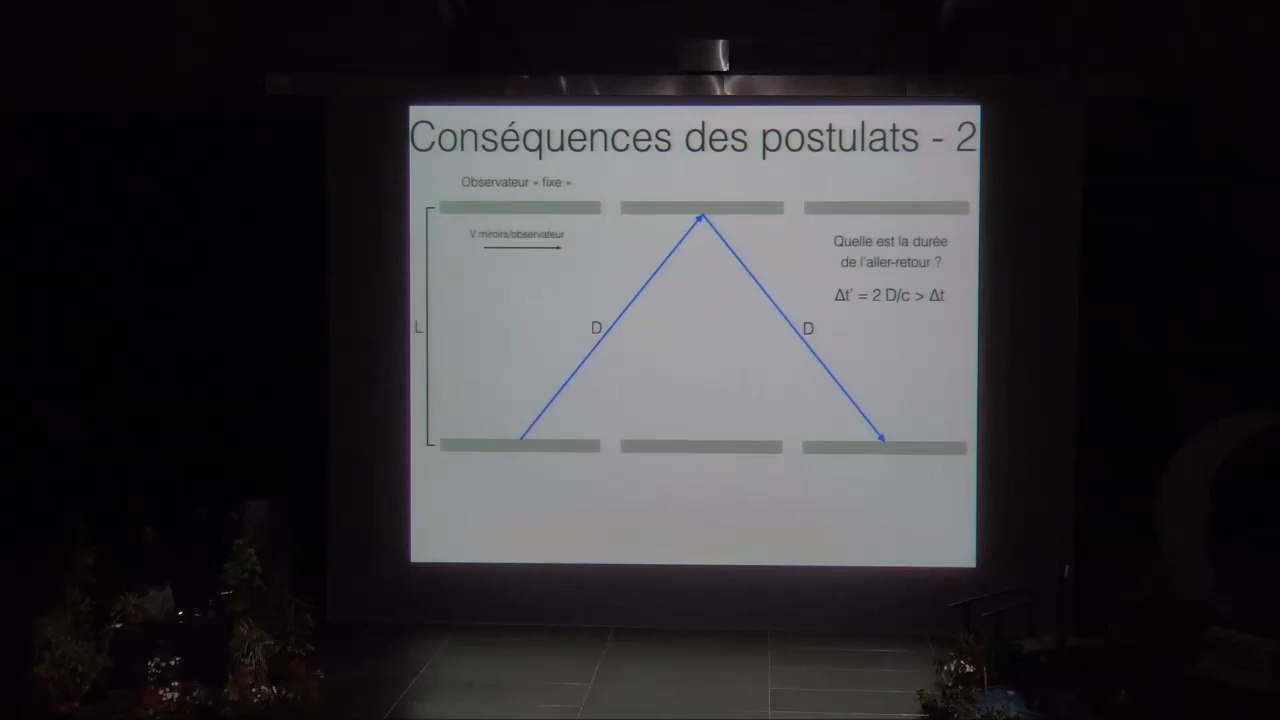 Conséquences des postulats - 2
Observateur « fixe »
V miroirs/observateur
Quelle est la durée
de l'aller-retour ?
Δt' = 2 D/c > Δt
L
D
D